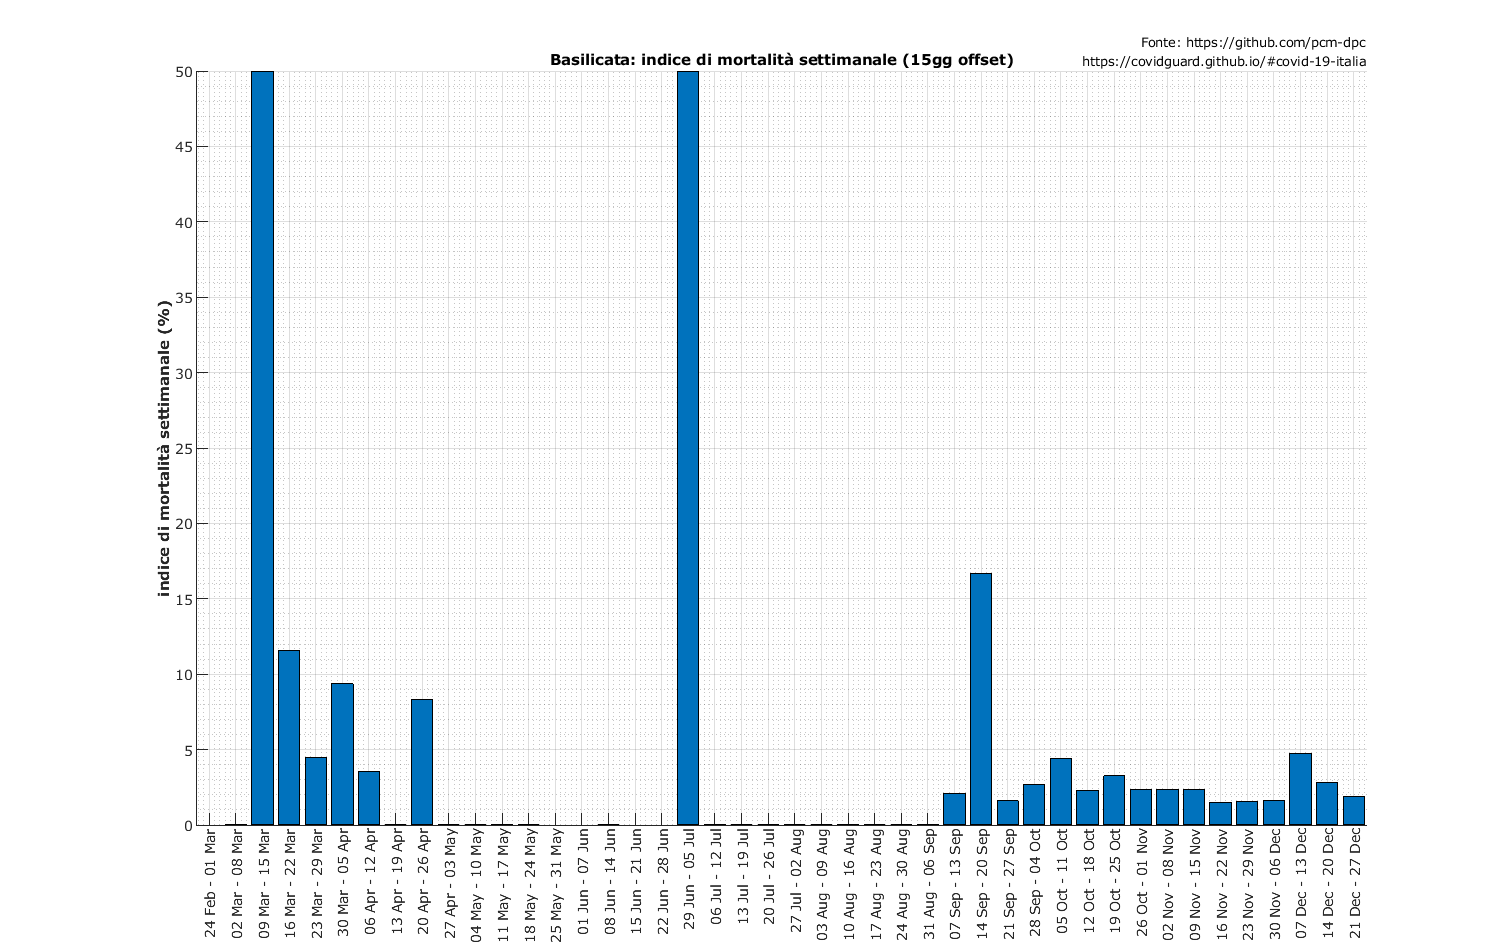 Fonte: https://github.com/pcm-dpc
https://covidguard.github.io/#covid-19-italia
Basilicata: indice di mortalità settimanale (15gg offset)
indice di mortalità settimanale (%)
50
45
40
35
30
25
20
15
10
5
0
24 Feb - 01 Mar
02 Mar - 08 Mar
09 Mar - 15 Mar
16 Mar - 22 Mar
23 Mar - 29 Mar
30 Mar - 05 Apr
06 Apr - 12 Apr
13 Apr - 19 Apr
20 Apr - 26 Apr
27 Apr - 03 May
04 May - 10 May
11 May - 17 May
18 May - 24 May
25 May - 31 May
01 Jun - 07 Jun
08 Jun - 14 Jun
15 Jun - 21 Jun
22 Jun - 28 Jun
29 Jun - 05 Jul
06 Jul - 12 Jul
13 Jul - 19 Jul
20 Jul - 26 Jul
27 Jul - 02 Aug
03 Aug - 09 Aug
10 Aug - 16 Aug
17 Aug - 23 Aug
24 Aug - 30 Aug
31 Aug - 06 Sep
07 Sep - 13 Sep
14 Sep - 20 Sep
21 Sep - 27 Sep
28 Sep - 04 Oct
05 Oct - 11 Oct
12 Oct - 18 Oct
19 Oct - 25 Oct
26 Oct - 01 Nov
02 Nov - 08 Nov
09 Nov - 15 Nov
16 Nov - 22 Nov
23 Nov - 29 Nov
30 Nov - 06 Dec
07 Dec - 13 Dec
14 Dec - 20 Dec
21 Dec - 27 Dec